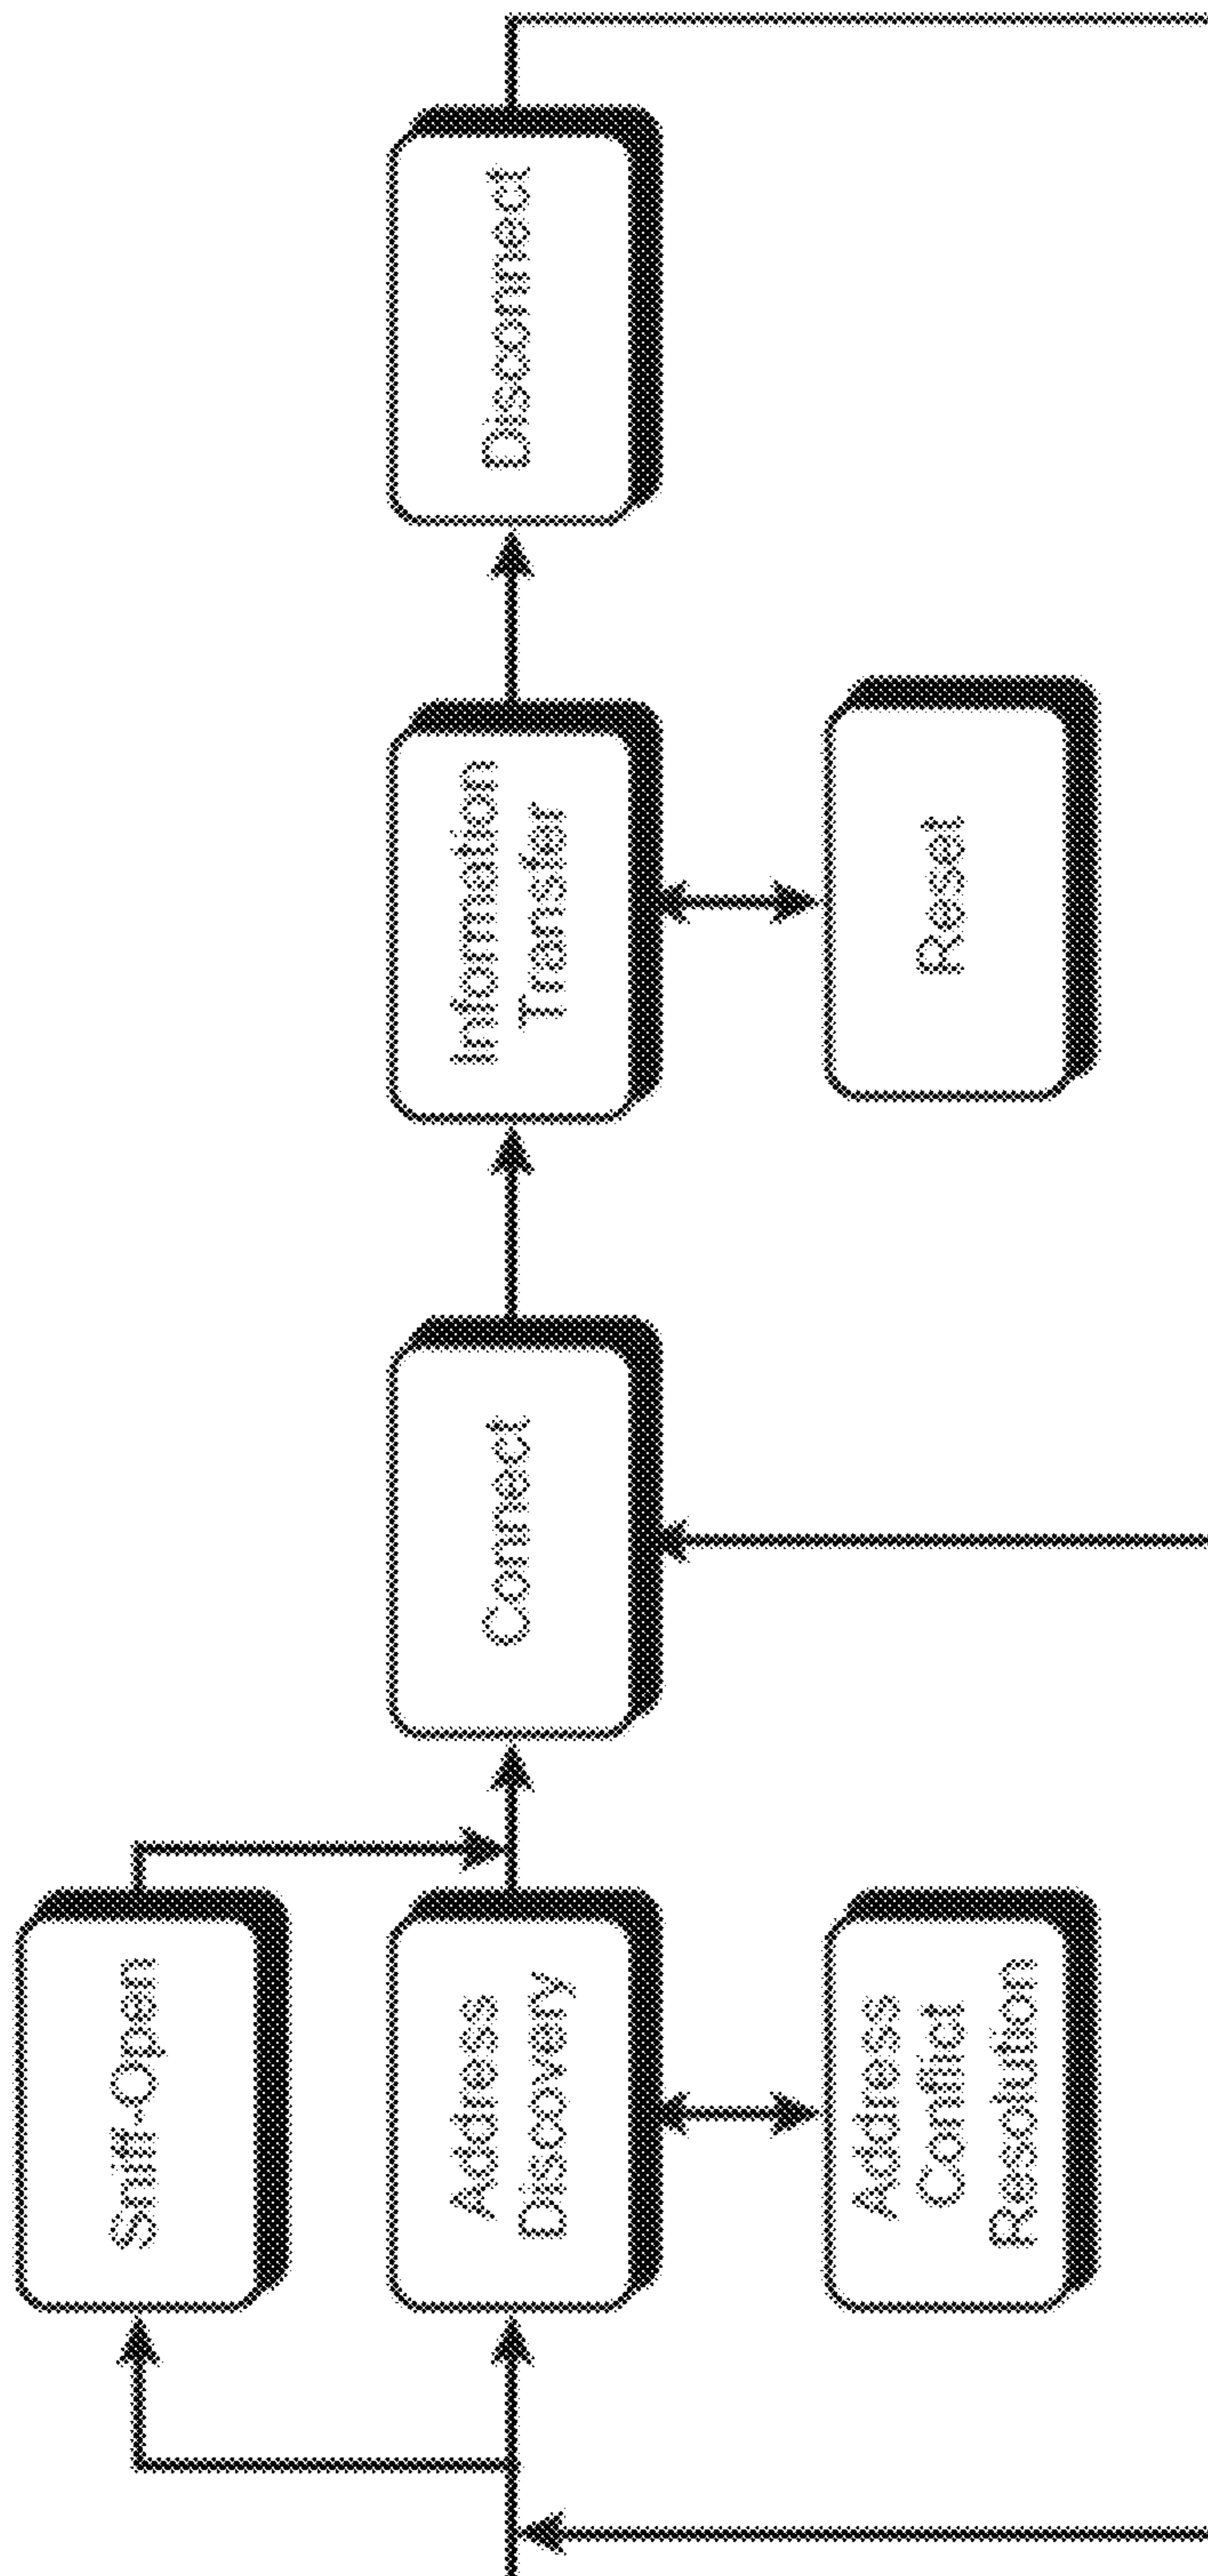 Sniff-Open
Address
Discovery
Address
Conflict
Resolution
Connect
Information
Transfer
Reset
Disconnect